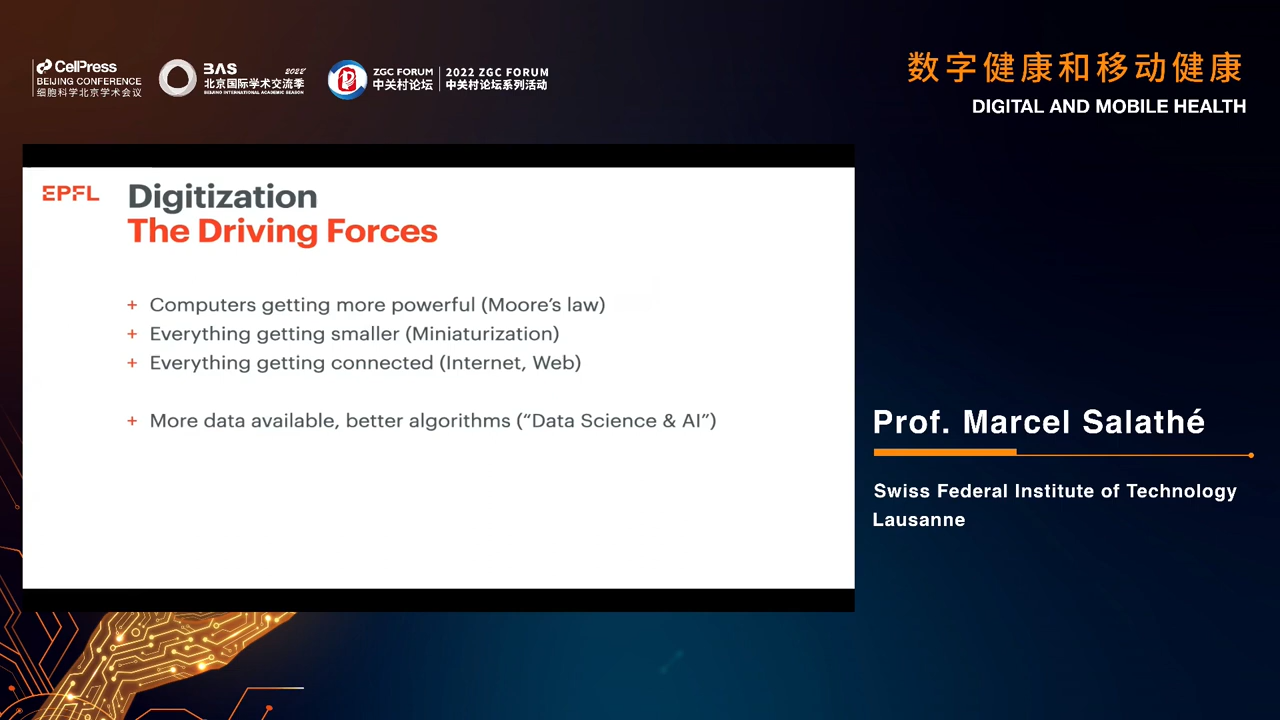 CellPress
BEIJING CONFERENCE
细胞科学北京学术会议
BAS 2022
北京国际学术交流季
BEIJING INTERNATIONAL ACADEMIC SEASON
ZGC FORUM
中关村论坛
2022 ZGC FORUM
中关村论坛系列活动
数字健康和移动健康
DIGITAL AND MOBILE HEALTH
EPFL
Digitization
The Driving Forces
+ Computers getting more powerful (Moore’s law)
+ Everything getting smaller (Miniaturization)
+ Everything getting connected (Internet, Web)
+ More data available, better algorithms (“Data Science & AI”)
Prof. Marcel Salathé
Swiss Federal Institute of Technology
Lausanne